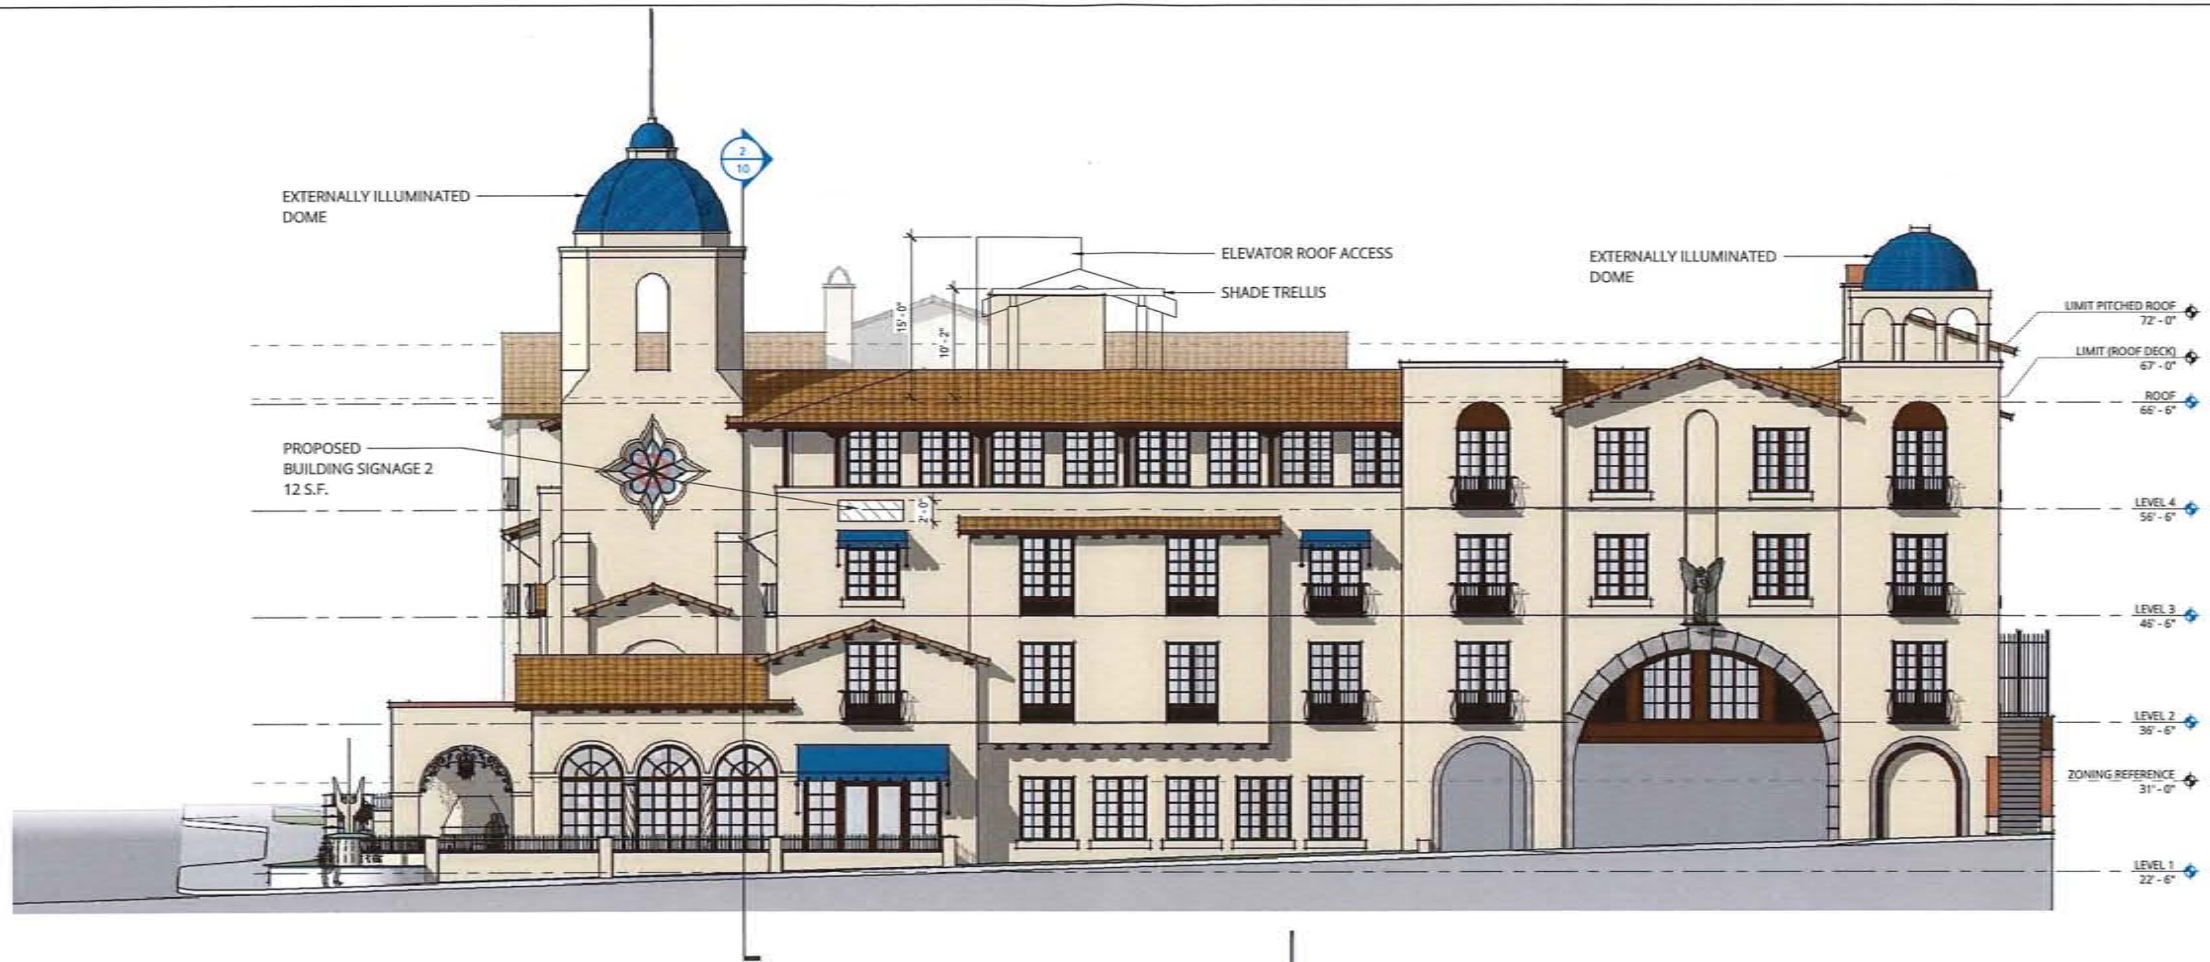 2
10
EXTERNALLY ILLUMINATED
DOME
ELEVATOR ROOF ACCESS
SHADE TRELLIS
15' - 0"
10' - 2"
EXTERNALLY ILLUMINATED
DOME
LIMIT PITCHED ROOF
72' - 0"
LIMIT (ROOF DECK)
67' - 0"
ROOF
66' - 6"
PROPOSED
BUILDING SIGNAGE 2
12 S.F.
2' - 0"
LEVEL 4
56' - 6"
LEVEL 3
46' - 6"
LEVEL 2
36' - 6"
ZONING REFERENCE
31' - 0"
LEVEL 1
22' - 6"